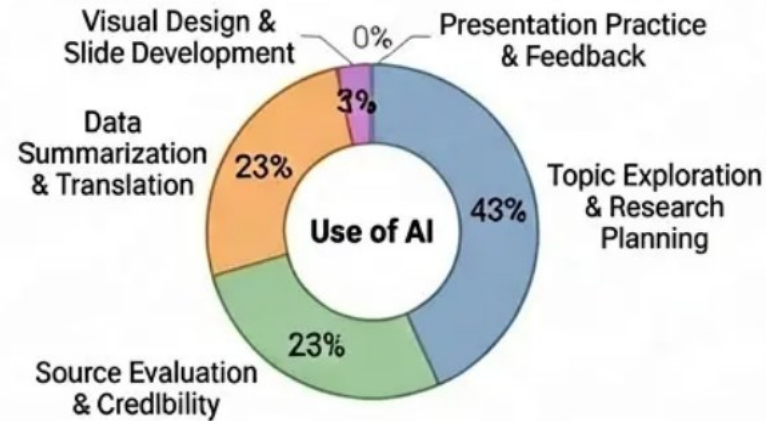 Visual Design &
Slide Development
0%
Presentation Practice
& Feedback
3%
Data
Summarization
& Translation
23%
Topic Exploration
& Research
Planning
43%
Use of AI
23%
Source Evaluation
& CredIbility